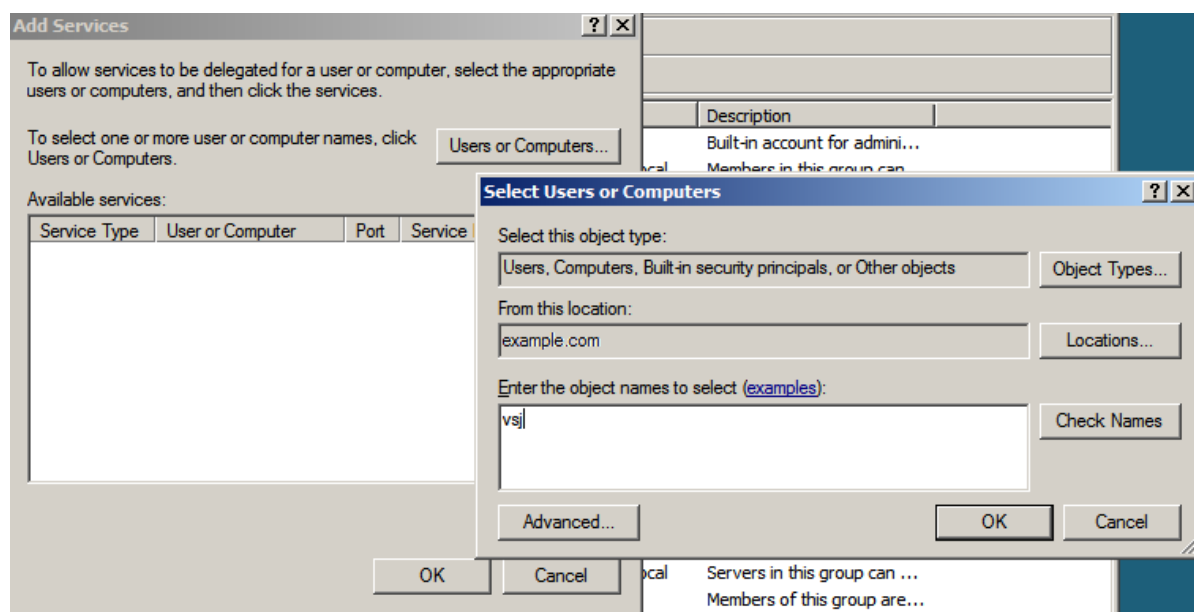 Add Services
To allow services to be delegated for a user or computer, select the appropriate
users or computers, and then click the services.
To select one or more user or computer names, click
Users or Computers.
Users or Computers...
Available services:
Service Type User or Computer Port Service
Description
Built-in account for admini...
Members in this group can
Select Users or Computers
Select this object type:
Users, Computers, Built-in security principals, or Other objects
Object Types...
From this location:
example.com
Locations...
Enter the object names to select (examples):
vsj
Check Names
Advanced...
OK
Cancel
OK
Cancel
Servers in this group can ...
Members of this group are...